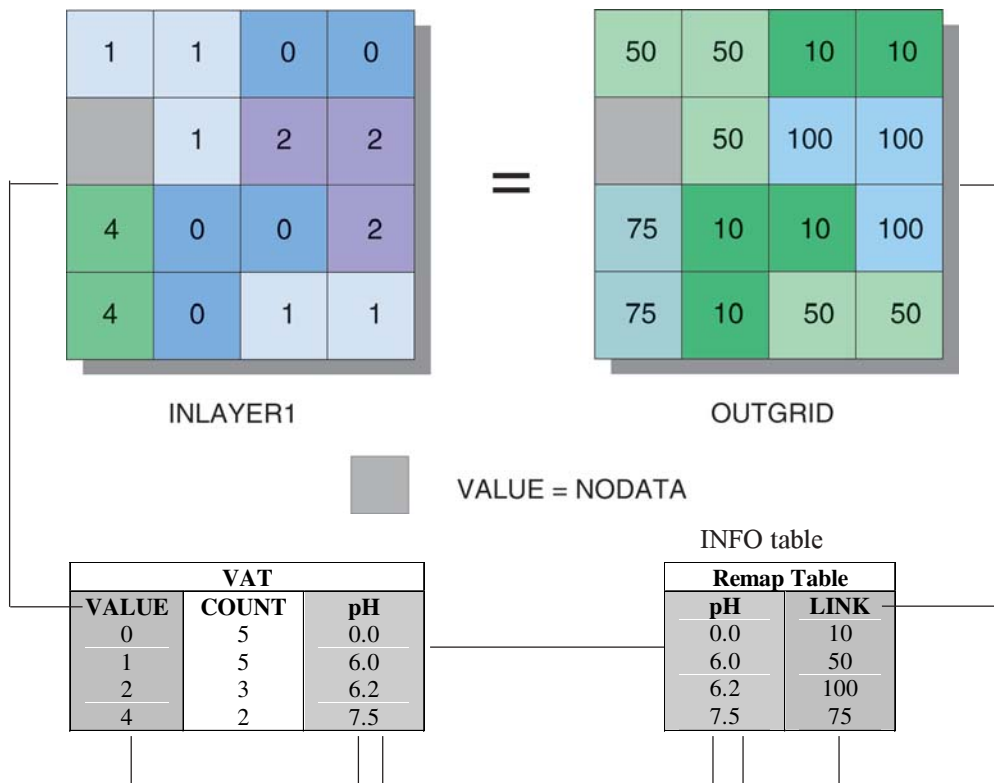 1 1 0 0
1 2 2
4 0 0 2
4 0 1 1
INLAYER1
=
50 50 10 10
50 100 100
75 10 10 100
75 10 50 50
OUTGRID
VALUE = NODATA
VAT
VALUE COUNT pH
0 5 0.0
1 5 6.0
2 3 6.2
4 2 7.5
INFO table
Remap Table
pH LINK
0.0 10
6.0 50
6.2 100
7.5 75